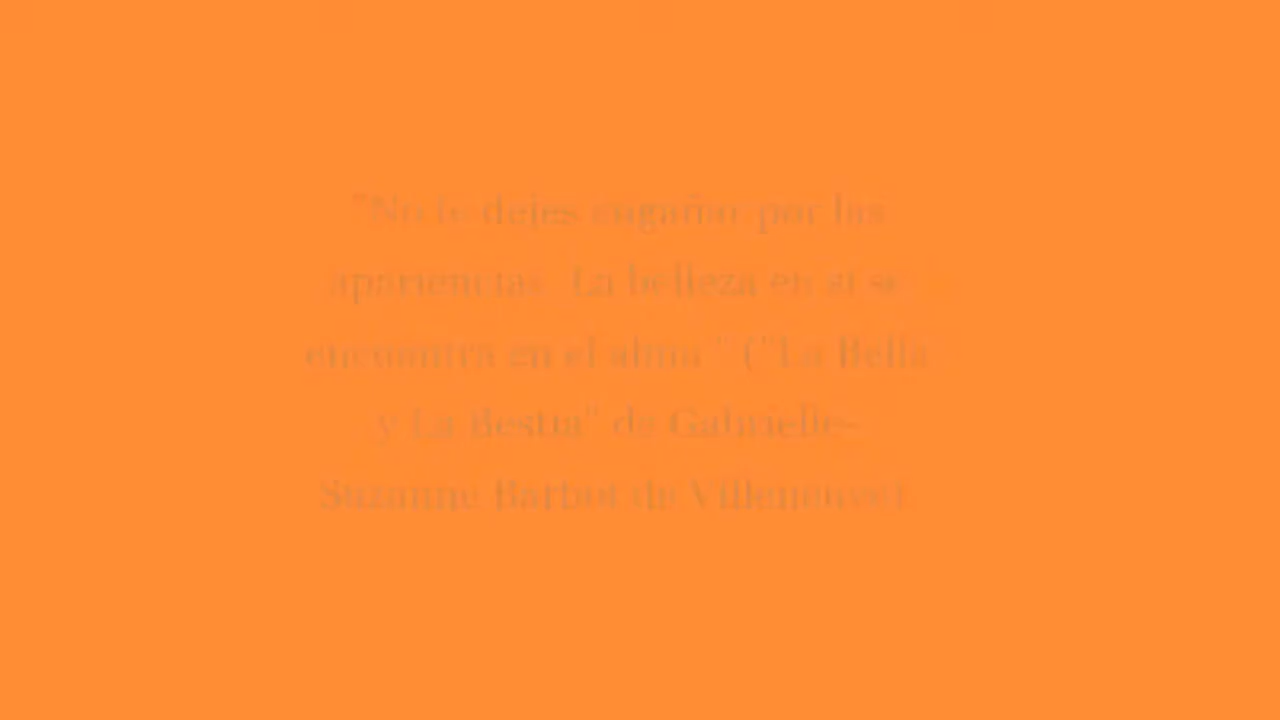 "No te dejes engañar por las
apariencias. La belleza en si se
encuentra en el alma." ("La Bella
y La Bestia" de Gabrielle-
Suzanne Barbot de Villeneuve).